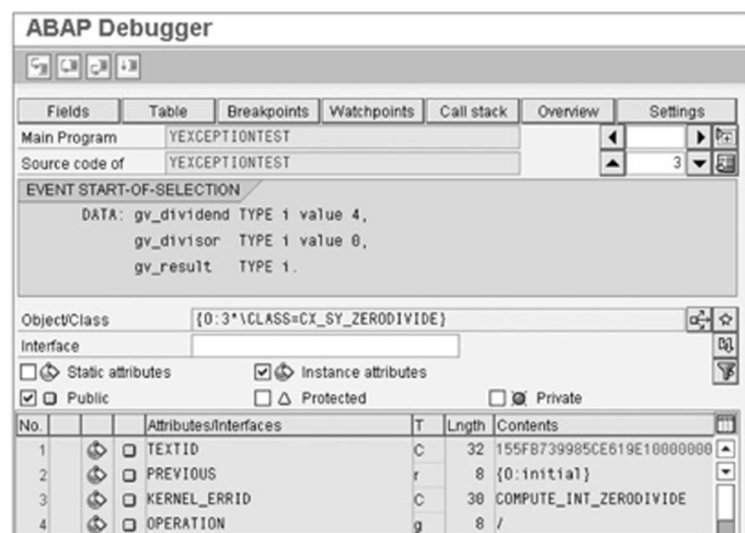 ABAP Debugger
Fields Table Breakpoints Watchpoints Call stack Overview Settings
Main Program YEXCEPTIONTEST
Source code of YEXCEPTIONTEST 3
EVENT START-OF-SELECTION
DATA: gv_dividend TYPE i value 4,
gv_divisor TYPE i value 0,
gv_result TYPE i.
Object/Class {O:3*\CLASS=CX_SY_ZERODIVIDE}
Interface
Static attributes Instance attributes
Public Protected Private
No. Attributes/Interfaces T Lngth Contents
1 TEXTID C 32 155FB739985CE619E10000000
2 PREVIOUS r 8 {O:initial}
3 KERNEL_ERRID C 30 COMPUTE_INT_ZERODIVIDE
4 OPERATION g 8 /